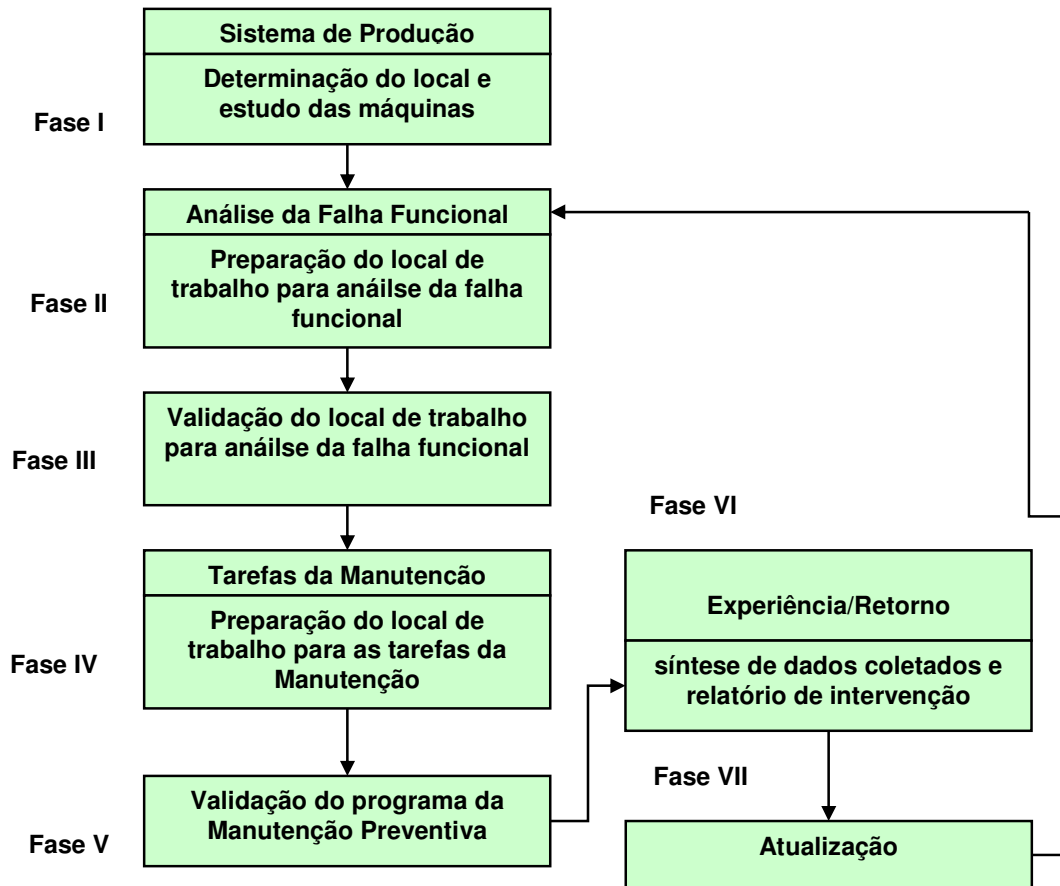 Sistema de Produção
Determinação do local e
estudo das máquinas
Fase I
Análise da Falha Funcional
Preparação do local de
trabalho para anáilse da falha
funcional
Fase II
Validação do local de trabalho
para anáilse da falha funcional
Fase III
Tarefas da Manutencão
Preparação do local de
trabalho para as tarefas da
Manutenção
Fase IV
Validação do programa da
Manutenção Preventiva
Fase V
Fase VI
Experiência/Retorno
síntese de dados coletados e
relatório de intervenção
Fase VII
Atualização